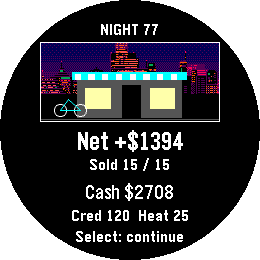 NIGHT 77
Net +$1394
Sold 15 / 15
Cash $2708
Cred 120 Heat 25
Select: continue